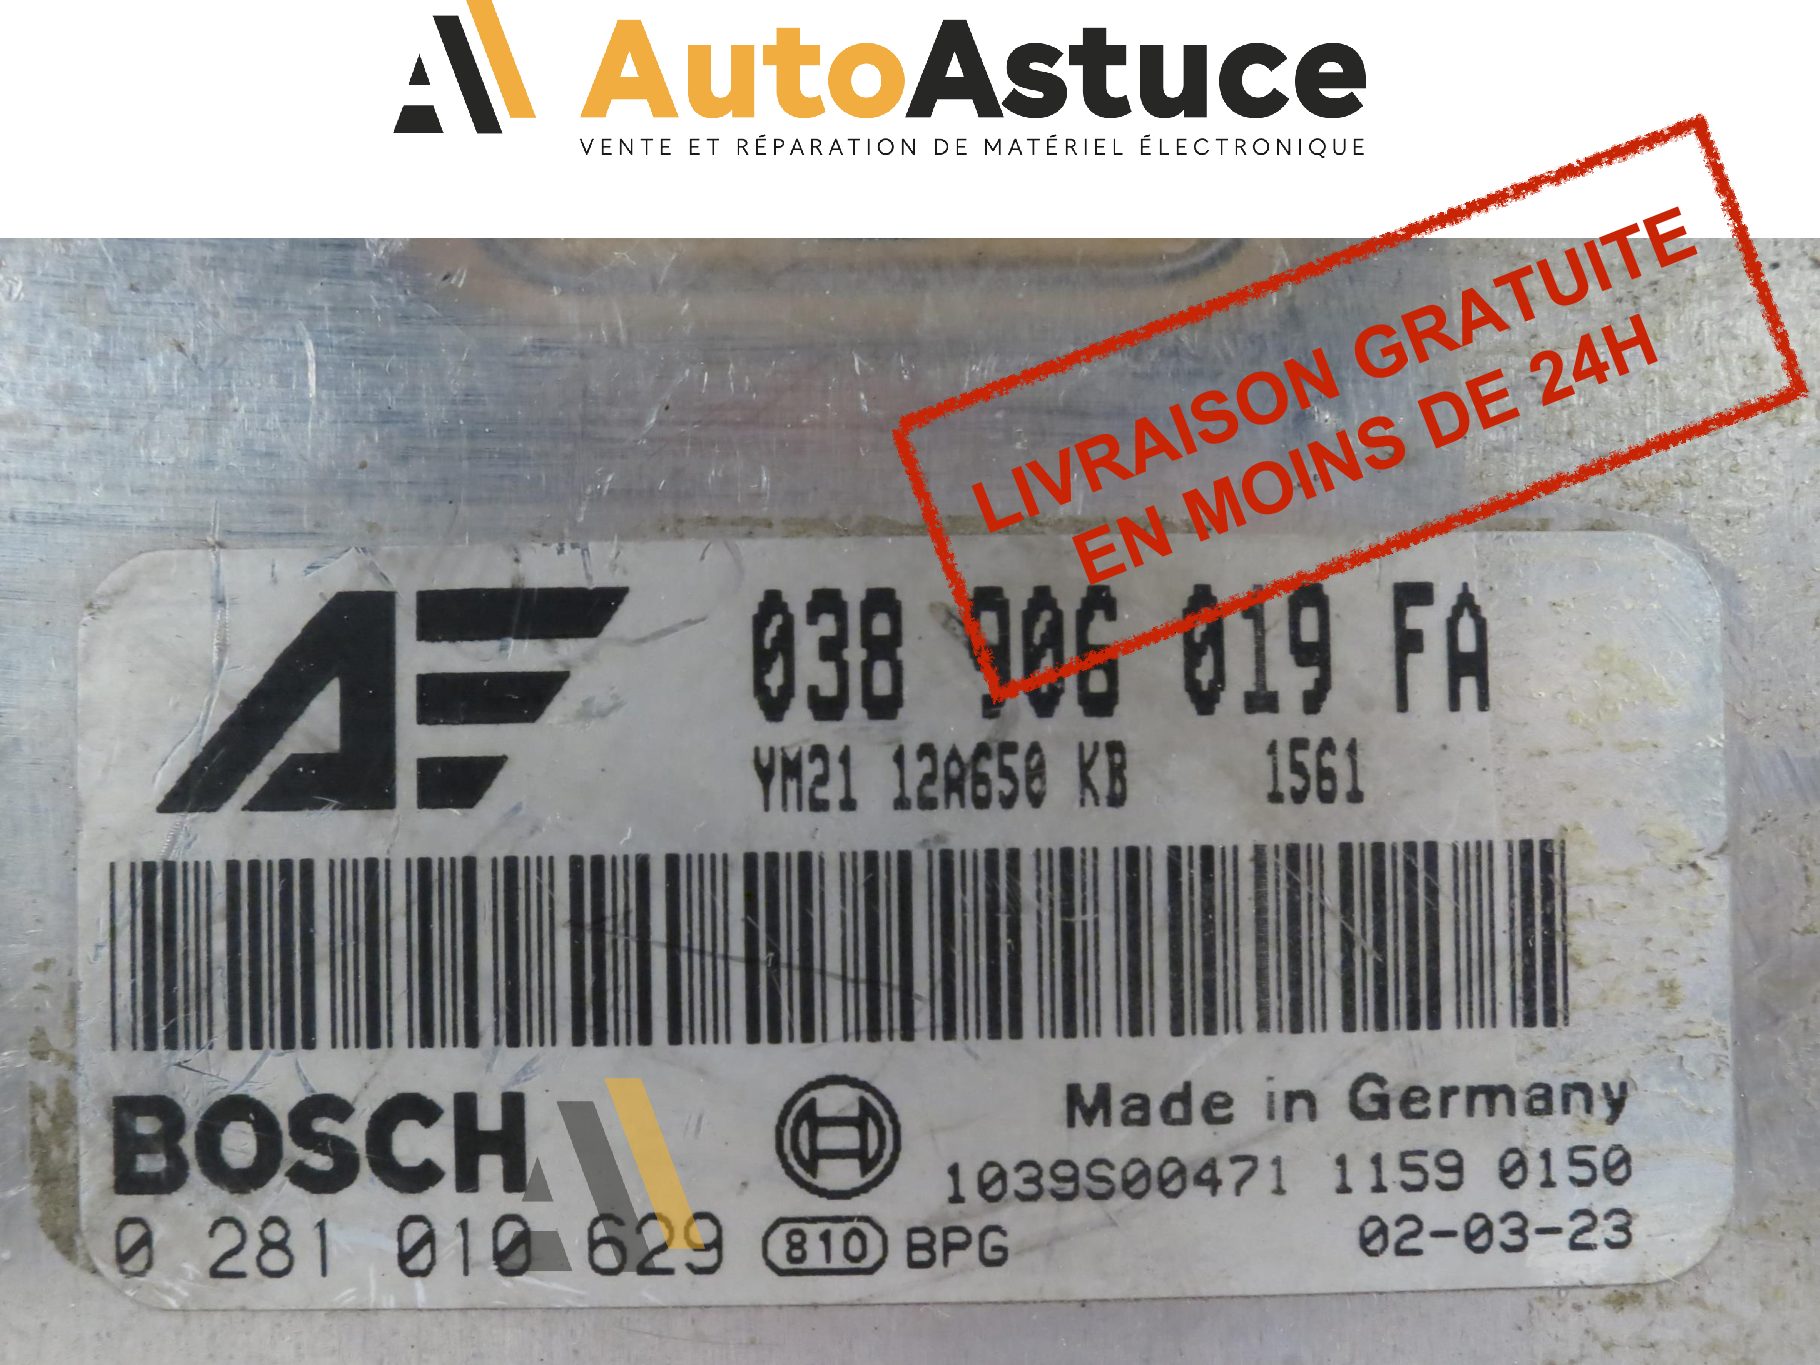 AutoAstuce
VENTE ET RÉPARATION DE MATÉRIEL ÉLECTRONIQUE
LIVRAISON GRATUITE
EN MOINS DE 24H
038 906 019 FA
YM21 12A650 KB 1561
BOSCH
Made in Germany
1039S00471 1159 0150
0 281 010 629 810 BPG 02-03-23